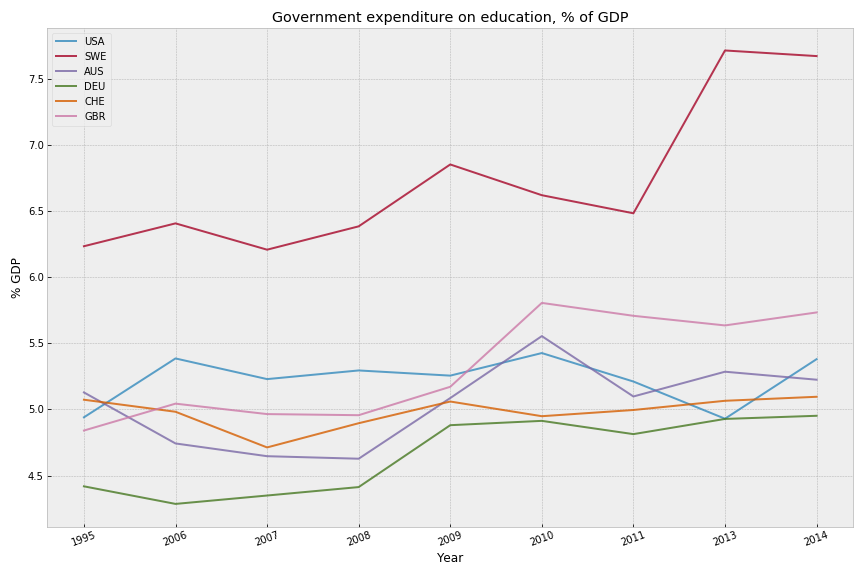 Government expenditure on education, % of GDP
USA
SWE
AUS
DEU
CHE
GBR
% GDP
7.5
7.0
6.5
6.0
5.5
5.0
4.5
1995 2006 2007 2008 2009 2010 2011 2013 2014
Year